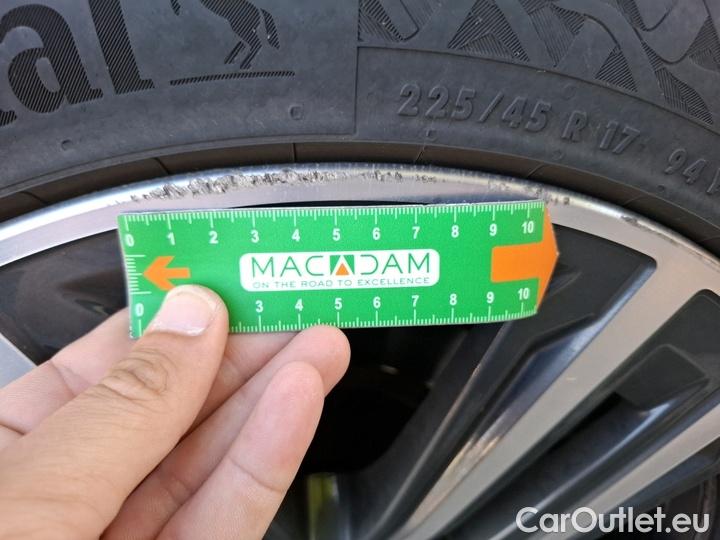 225/45 R 17 94
0 1 2 3 4 5 6 7 8 9 10
MACADAM
ON THE ROAD TO EXCELLENCE
0 3 4 5 6 7 8 9 10
CarOutlet.eu